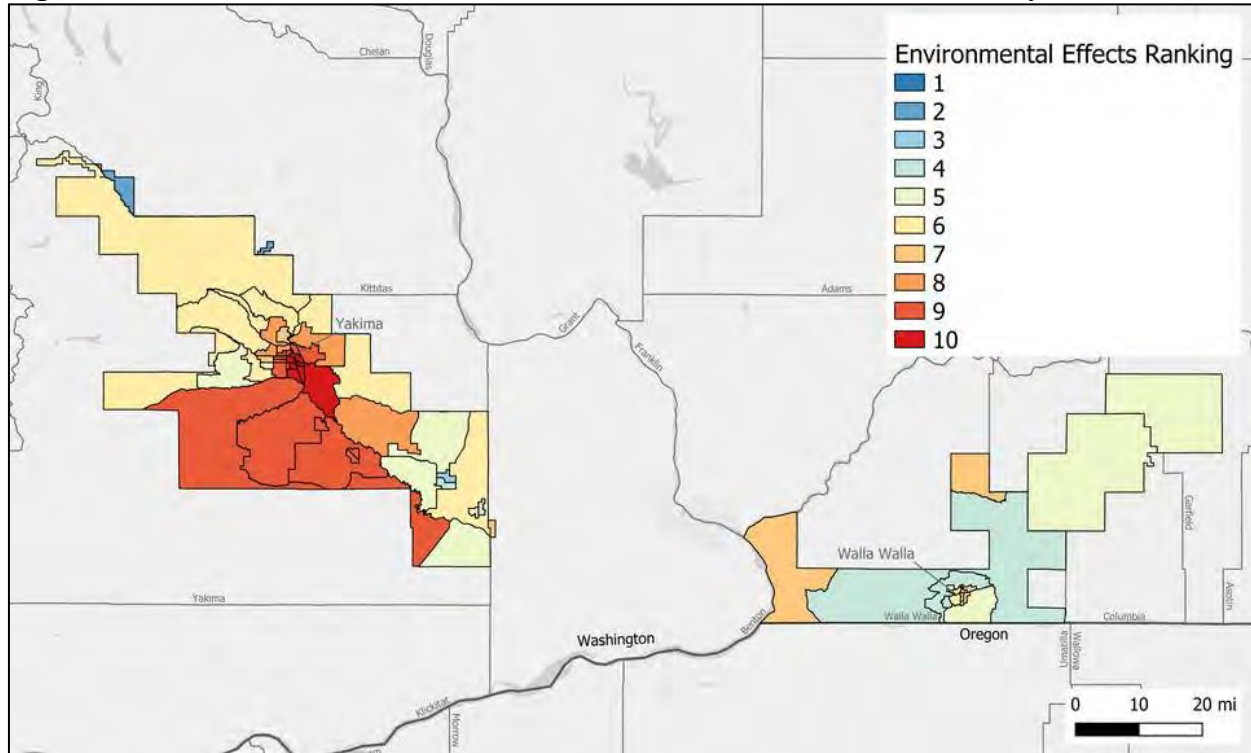 Chelan
Douglas
King
Environmental Effects Ranking
1
2
3
4
5
6
7
8
9
10
Kittitas
Adams
Grant
Yakima
Franklin
Garfield
Asotin
Walla Walla
Yakima
Benton
Walla Walla
Columbia
Washington
Oregon
Umatilla
Wallowa
Klickitat
Morrow
0 10 20 mi